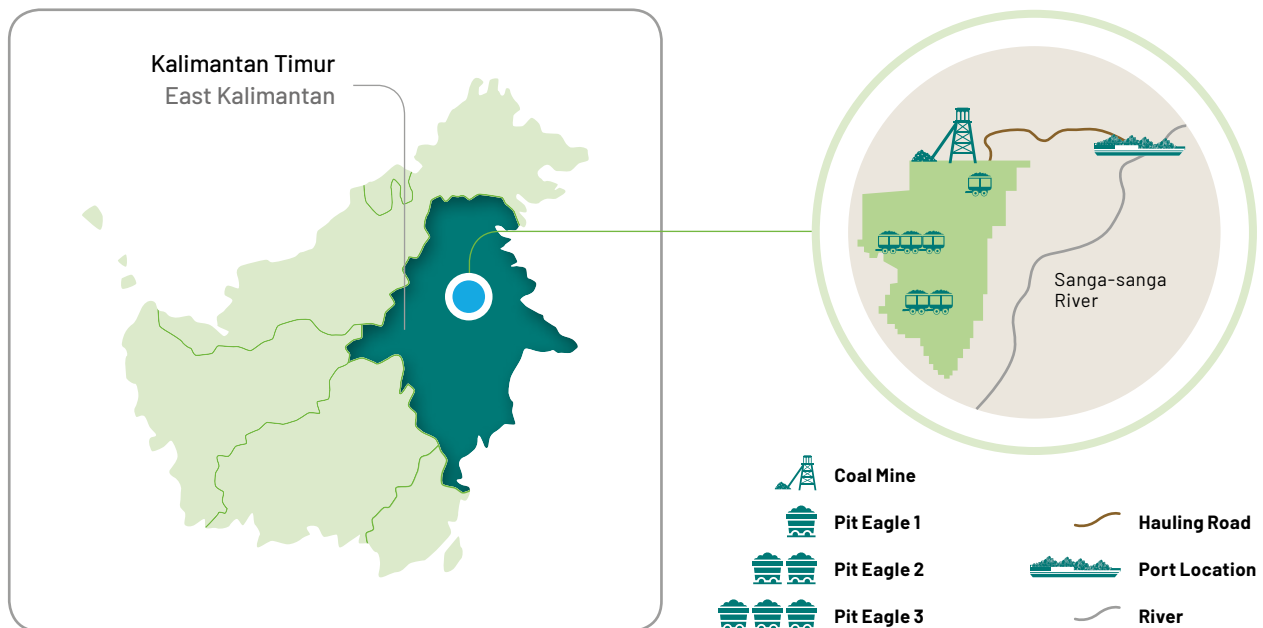 Kalimantan Timur
East Kalimantan
Sanga-sanga
River
Coal Mine
Pit Eagle 1
Pit Eagle 2
Pit Eagle 3
Hauling Road
Port Location
River